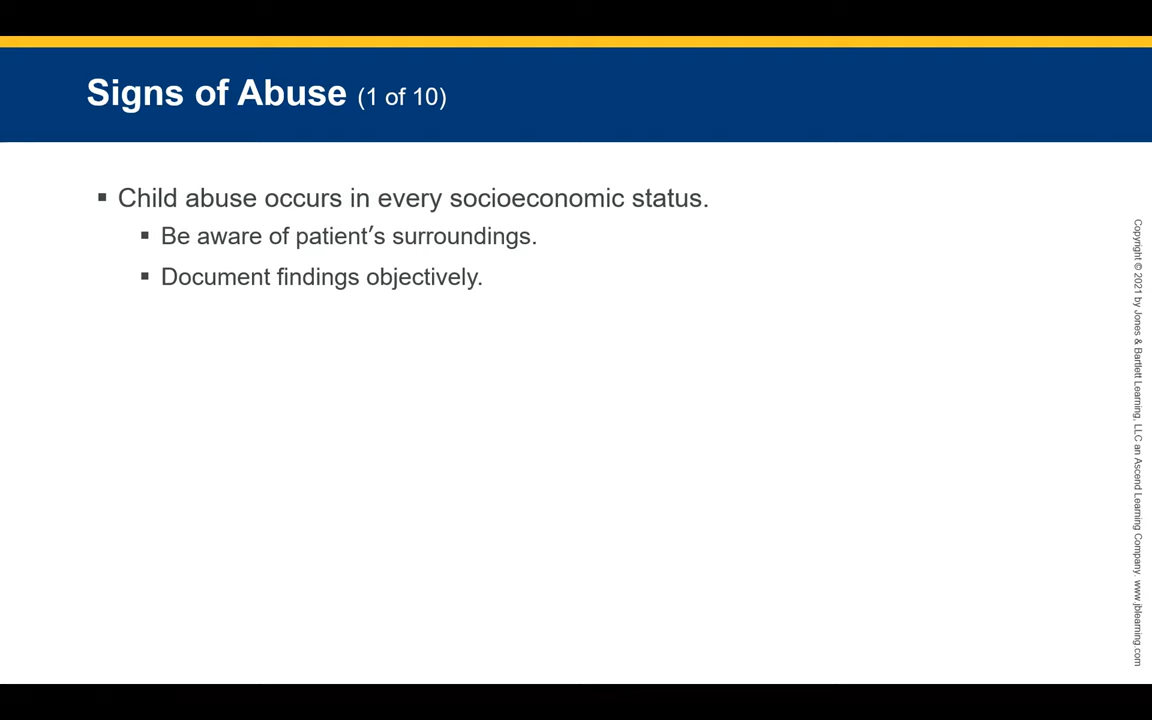 Signs of Abuse (1 of 10)
▪ Child abuse occurs in every socioeconomic status.
▪ Be aware of patient’s surroundings.
▪ Document findings objectively.
Copyright © 2021 by Jones & Bartlett Learning, LLC an Ascend Learning Company. www.jblearning.com